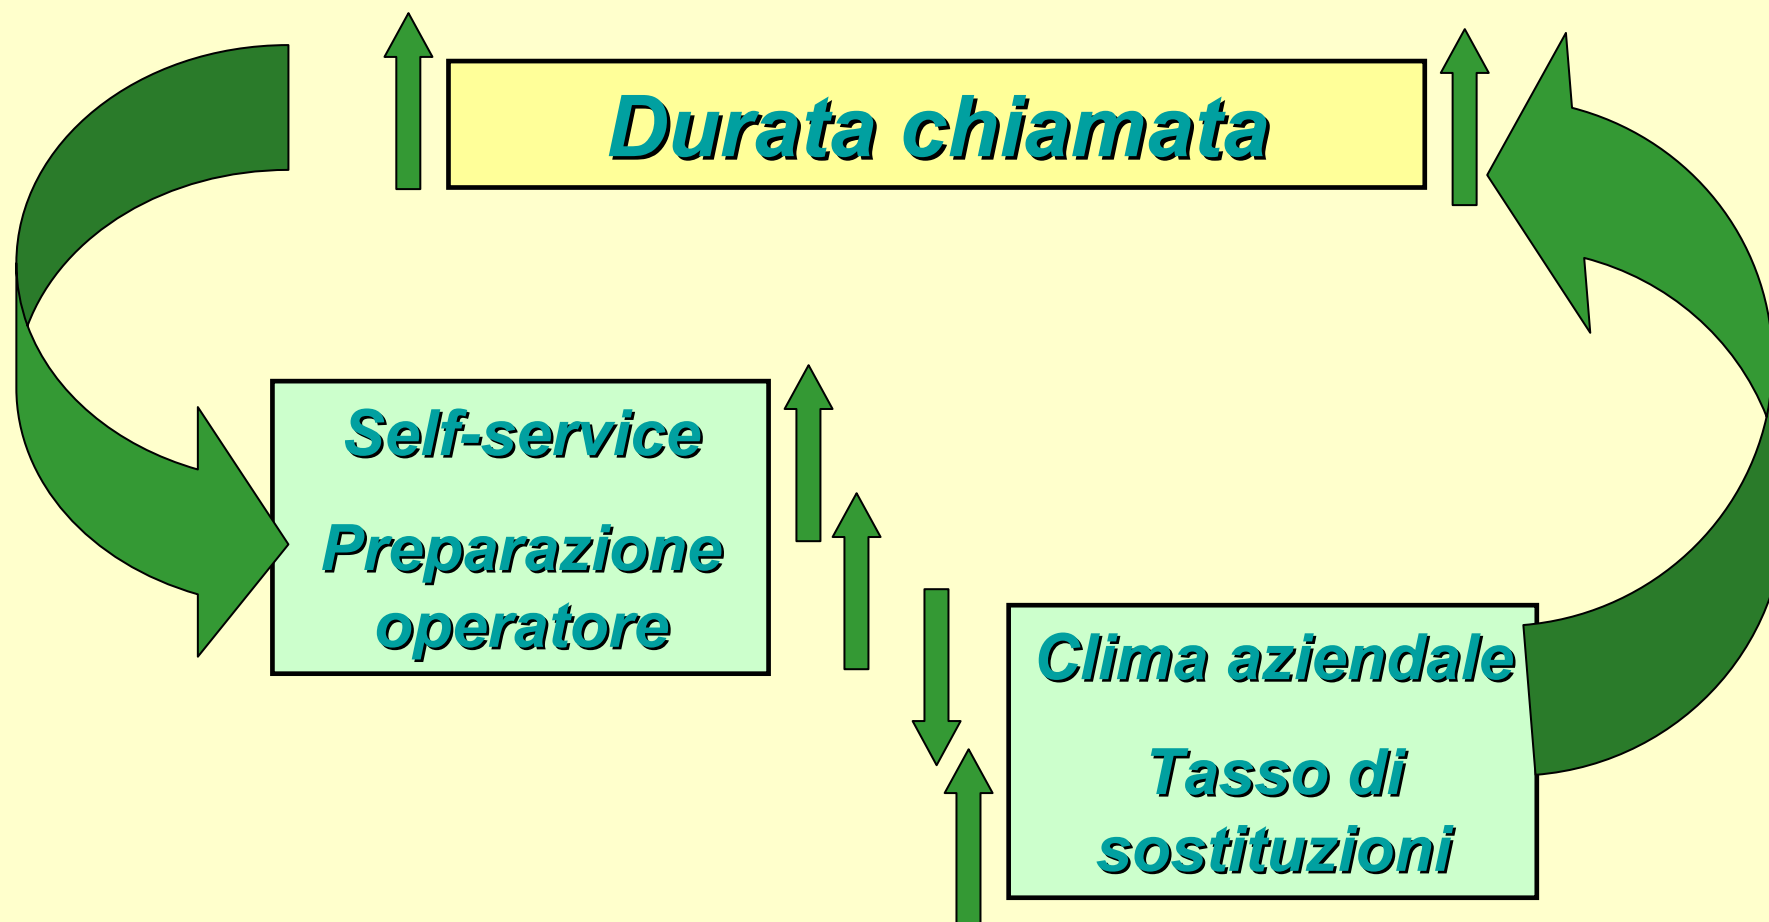 Durata chiamata
Self-service
Preparazione
operatore
Clima aziendale
Tasso di
sostituzioni